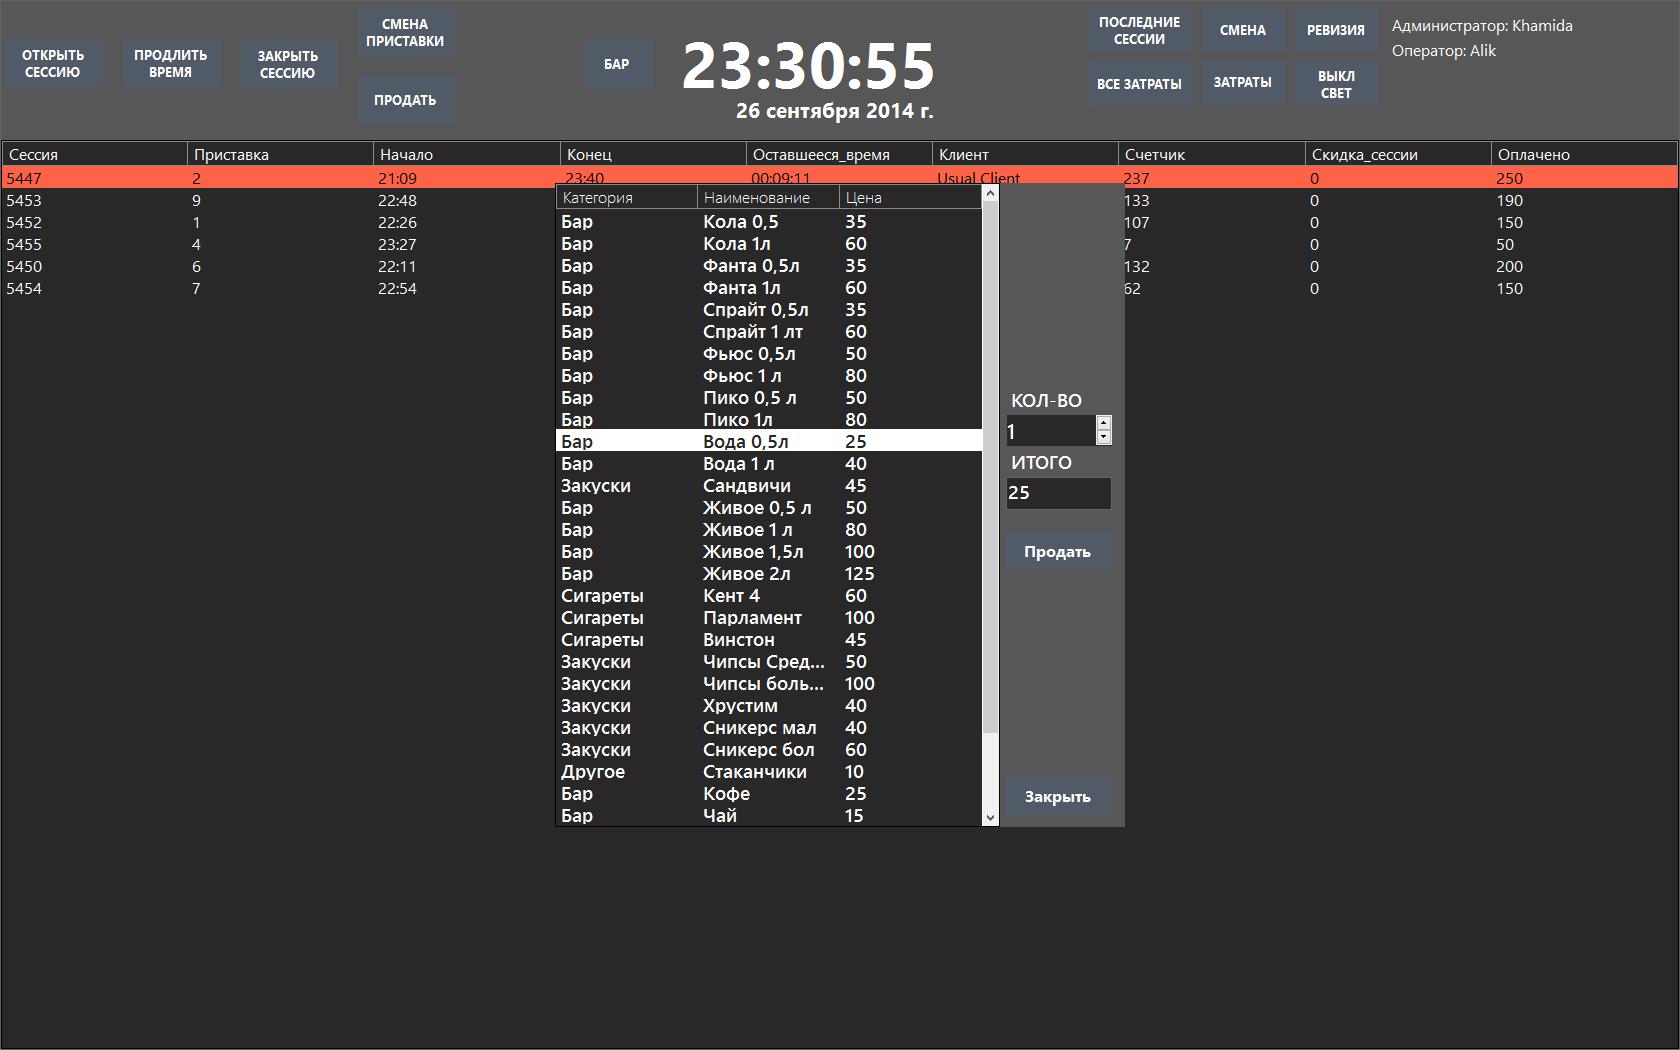 ОТКРЫТЬ СЕССИЮ
ПРОДЛИТЬ ВРЕМЯ
ЗАКРЫТЬ СЕССИЮ
СМЕНА ПРИСТАВКИ
ПРОДАТЬ
БАР
23:30:55
26 сентября 2014 г.
ПОСЛЕДНИЕ СЕССИИ
СМЕНА
РЕВИЗИЯ
ВСЕ ЗАТРАТЫ
ЗАТРАТЫ
ВЫКЛ СВЕТ
Администратор: Khamida
Оператор: Alik
Сессия Приставка Начало Конец Оставшееся_время Клиент Счетчик Скидка_сессии Оплачено
5447 2 21:09 23:40 00:09:11 Usual Client 237 0 250
5453 9 22:48 133 0 190
5452 1 22:26 107 0 150
5455 4 23:27 7 0 50
5450 6 22:11 132 0 200
5454 7 22:54 62 0 150
Категория Наименование Цена
Бар Кола 0,5 35
Бар Кола 1л 60
Бар Фанта 0,5л 35
Бар Фанта 1л 60
Бар Спрайт 0,5л 35
Бар Спрайт 1 лт 60
Бар Фьюс 0,5л 50
Бар Фьюс 1 л 80
Бар Пико 0,5 л 50
Бар Пико 1л 80
Бар Вода 0,5л 25
Бар Вода 1 л 40
Закуски Сандвичи 45
Бар Живое 0,5 л 50
Бар Живое 1 л 80
Бар Живое 1,5л 100
Бар Живое 2л 125
Сигареты Кент 4 60
Сигареты Парламент 100
Сигареты Винстон 45
Закуски Чипсы Сред... 50
Закуски Чипсы боль... 100
Закуски Хрустим 40
Закуски Сникерс мал 40
Закуски Сникерс бол 60
Другое Стаканчики 10
Бар Кофе 25
Бар Чай 15
КОЛ-ВО
1
ИТОГО
25
Продать
Закрыть